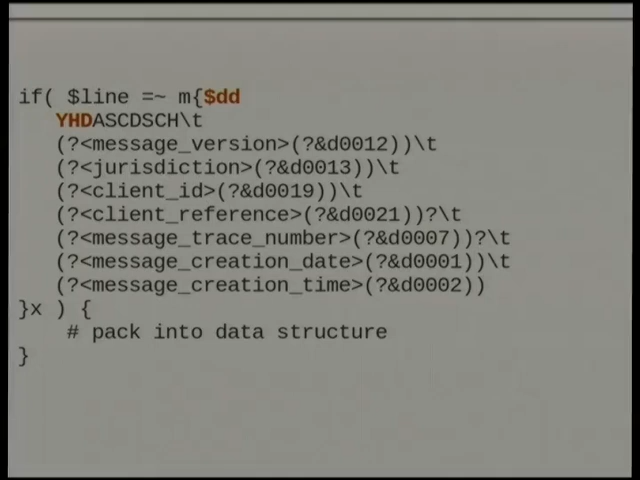 if( $line =~ m{$dd
YHDASCDSCH\t
(?<message_version>(?&d0012))\t
(?<jurisdiction>(?&d0013))\t
(?<client_id>(?&d0019))\t
(?<client_reference>(?&d0021))?\t
(?<message_trace_number>(?&d0007))?\t
(?<message_creation_date>(?&d0001))\t
(?<message_creation_time>(?&d0002))
}x ) {
# pack into data structure
}